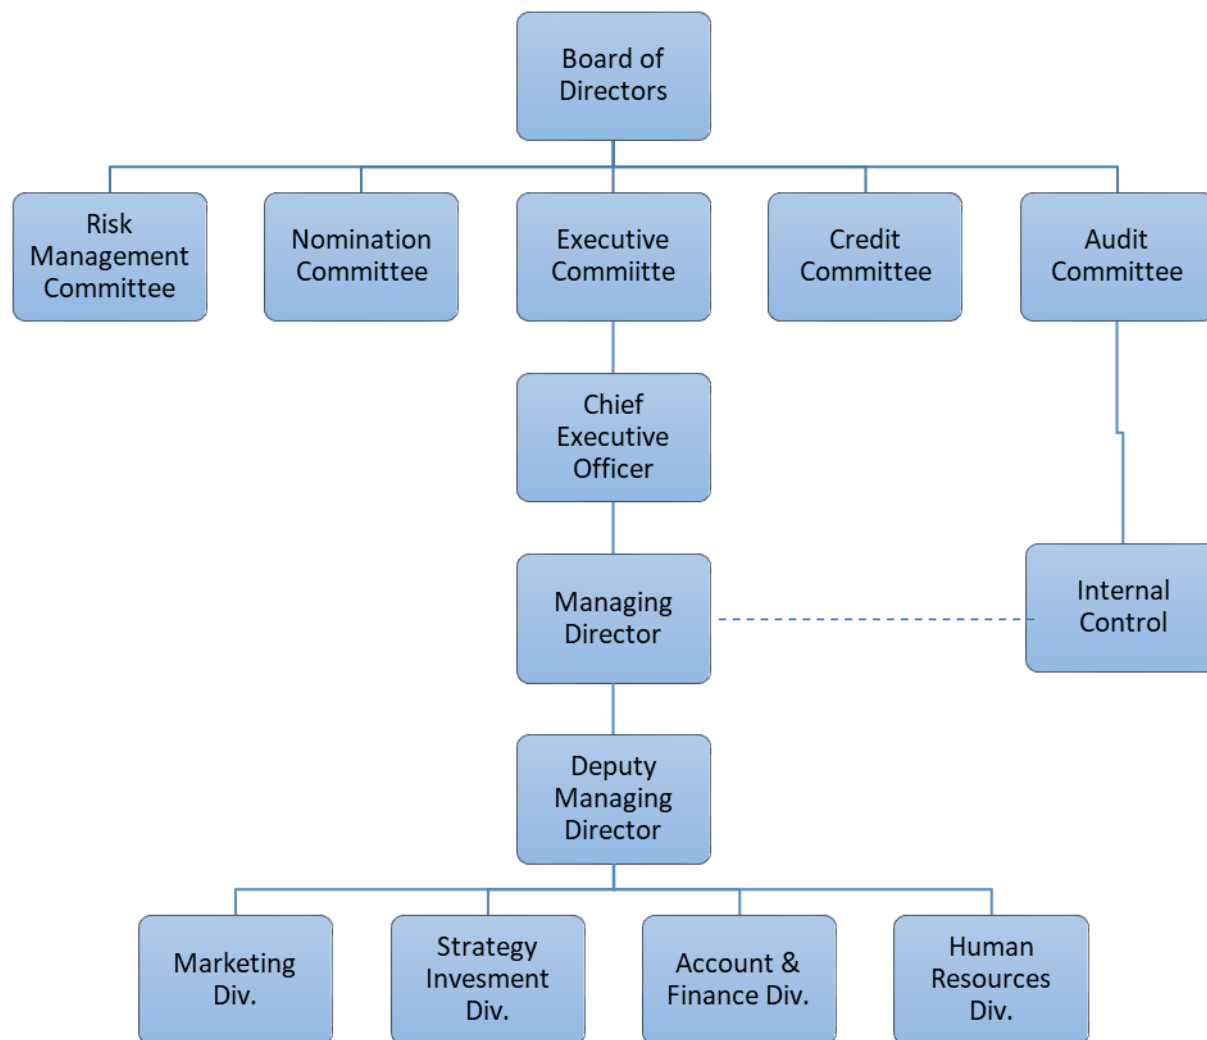 Board of
Directors
Risk
Management
Committee
Nomination
Committee
Executive
Commiitte
Credit
Committee
Audit
Committee
Chief
Executive
Officer
Managing
Director
Internal
Control
Deputy
Managing
Director
Marketing
Div.
Strategy
Invesment
Div.
Account &
Finance Div.
Human
Resources
Div.